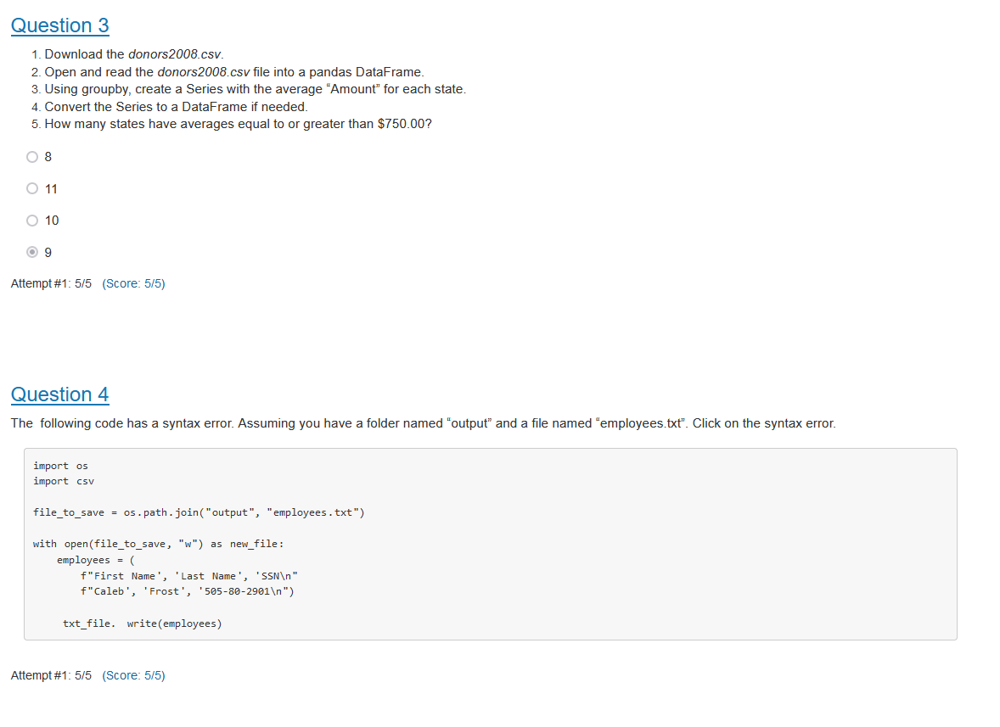 Question 3
1. Download the donors2008.csv.
2. Open and read the donors2008.csv file into a pandas DataFrame.
3. Using groupby, create a Series with the average “Amount” for each state.
4. Convert the Series to a DataFrame if needed.
5. How many states have averages equal to or greater than $750.00?
8
11
10
9
Attempt #1: 5/5 (Score: 5/5)
Question 4
The following code has a syntax error. Assuming you have a folder named “output” and a file named “employees.txt”. Click on the syntax error.
import os
import csv
file_to_save = os.path.join("output", "employees.txt")
with open(file_to_save, "w") as new_file:
    employees = (
        f"First Name', 'Last Name', 'SSN\n"
        f"Caleb', 'Frost', '505-80-2901\n")
     txt_file.  write(employees)
Attempt #1: 5/5 (Score: 5/5)